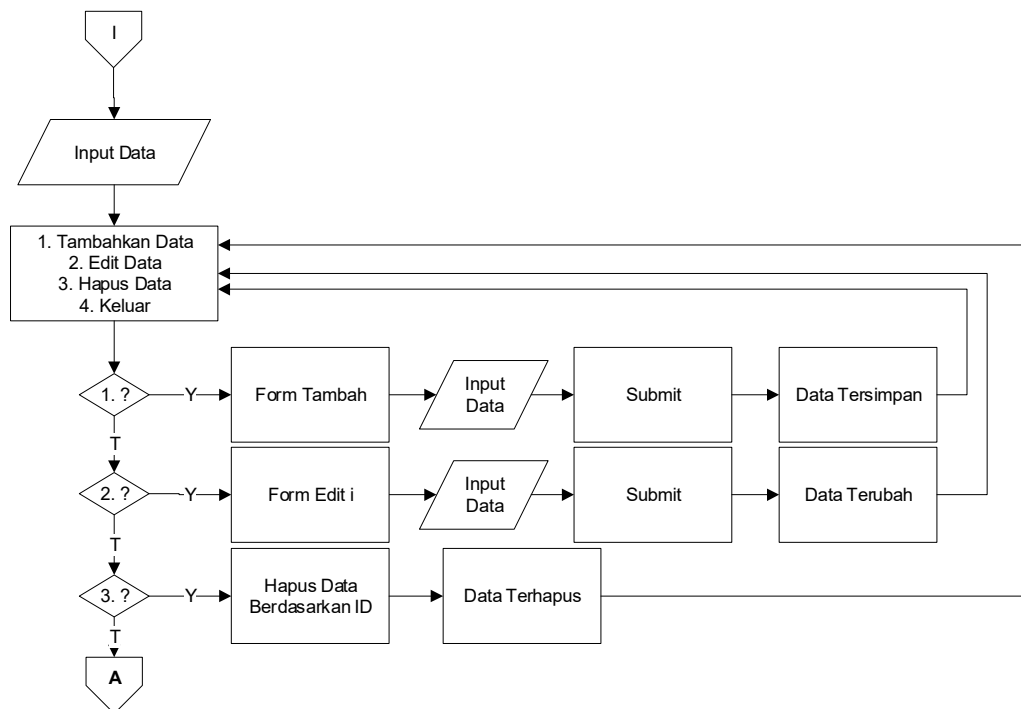 I
Input Data
1. Tambahkan Data
2. Edit Data
3. Hapus Data
4. Keluar
1. ?
Y
Form Tambah
Input
Data
Submit
Data Tersimpan
T
2. ?
Y
Form Edit i
Input
Data
Submit
Data Terubah
T
3. ?
Y
Hapus Data
Berdasarkan ID
Data Terhapus
T
A